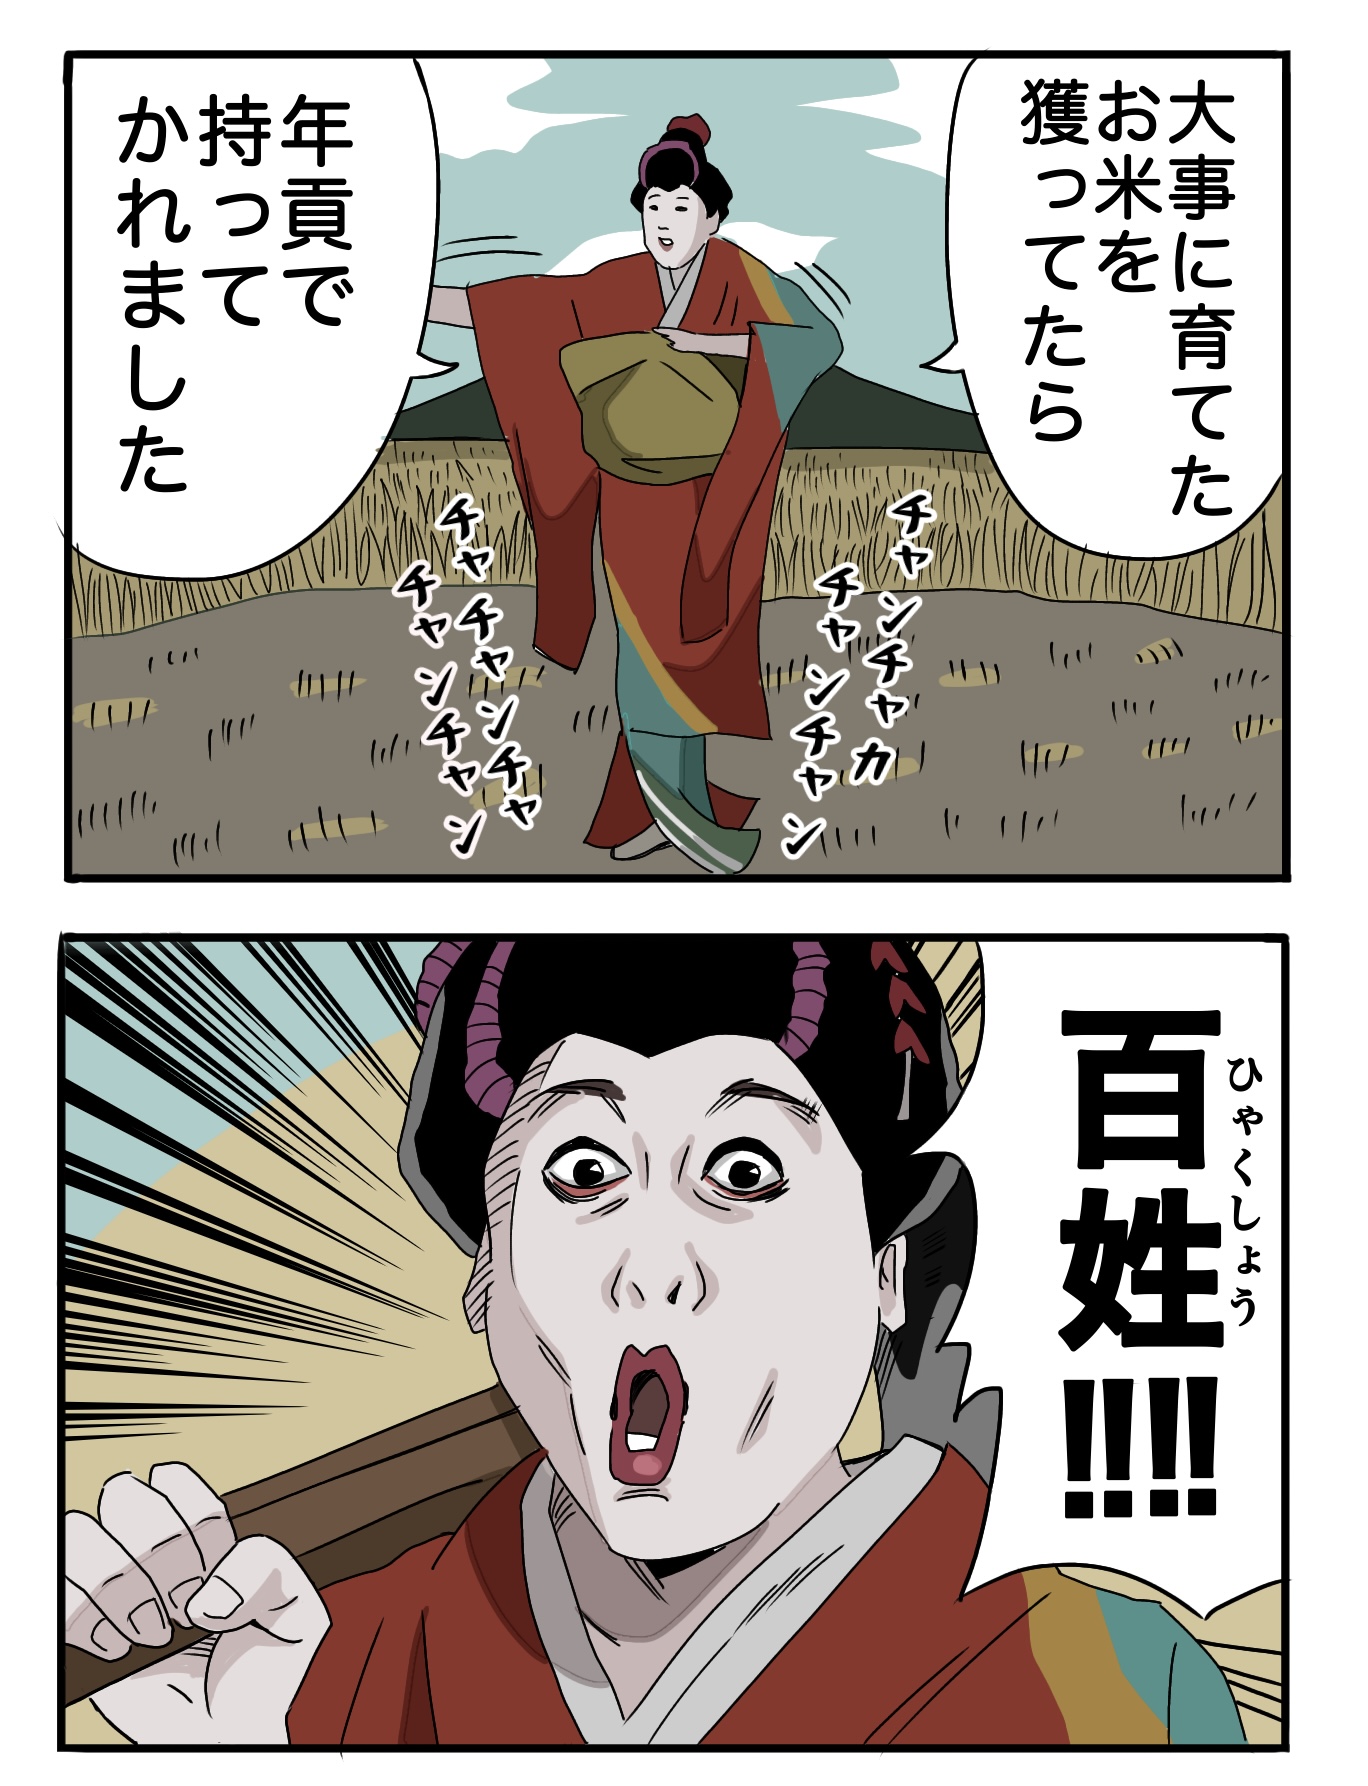 大事に育てた
お米を
獲ってたら
年貢で
持って
かれました
チャンチャカ
チャンチャン
チャチャンチャ
チャンチャン
百姓!!!!
ひゃくしょう